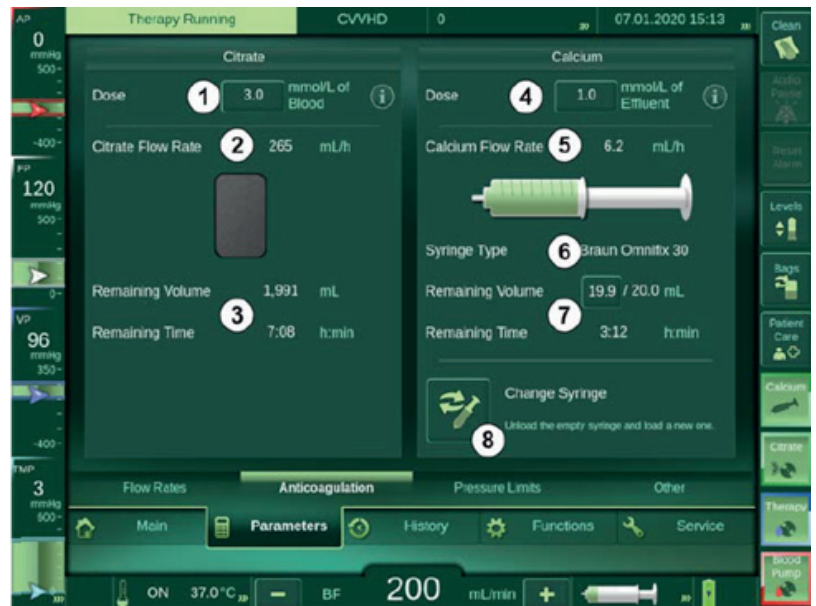 AP
0
mmHg
500-
-400-
PP
120
mmHg
500-
0-
VP
96
mmHg
350-
-400
TMP
3
mmHg
600-
Therapy Running CVVHD 0 07.01.2020 15:13
Citrate
Dose 1 3.0 mmol/L of Blood i
Citrate Flow Rate 2 265 mL/h
Remaining Volume 1,991 mL
3
Remaining Time 7:08 h:min
Calcium
Dose 4 1.0 mmol/L of Effluent i
Calcium Flow Rate 5 6.2 mL/h
Syringe Type 6 Braun Omnifix 30
Remaining Volume 19.9 / 20.0 mL
7
Remaining Time 3:12 h:min
Change Syringe
Unload the empty syringe and load a new one.
8
Flow Rates Anticoagulation Pressure Limits Other
Main Parameters History Functions Service
ON 37.0°C BF 200 mL/min +
Clean
Audio
Pause
Reset
Alarm
Levels
Bags
Patient
Care
Calcium
Citrate
Therapy
Blood
Pump